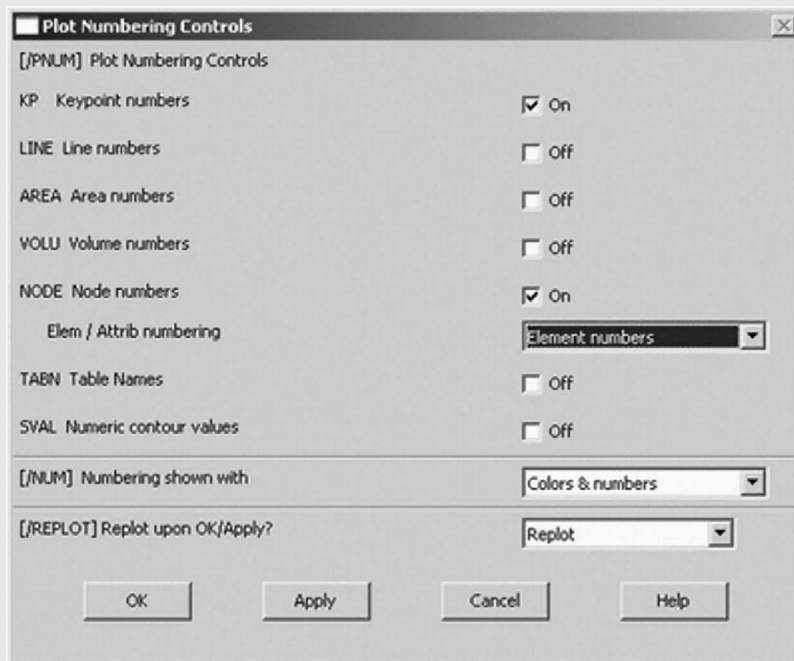 Plot Numbering Controls
[/PNUM] Plot Numbering Controls
KP Keypoint numbers On
LINE Line numbers Off
AREA Area numbers Off
VOLU Volume numbers Off
NODE Node numbers On
Elem / Attrib numbering Element numbers
TABN Table Names Off
SVAL Numeric contour values Off
[/NUM] Numbering shown with Colors & numbers
[/REPLOT] Replot upon OK/Apply? Replot
OK Apply Cancel Help